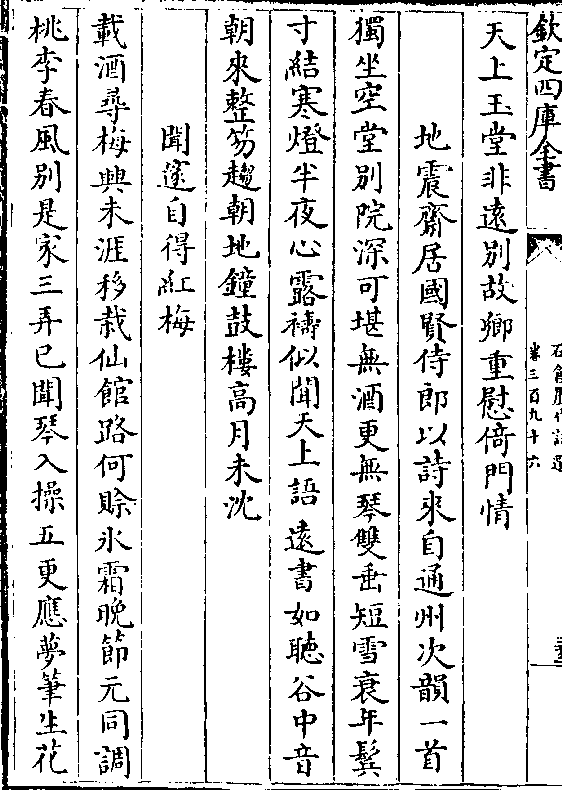 欽定四庫全書
石倉歷代詩選
卷三百九十六
天上玉堂非遠别故鄉重慰倚門情
地震齋居國賢侍郎以詩來自通州次韻一首
獨坐空堂别院深可堪無酒更無琴雙垂短雪衰年鬢
寸結寒燈半夜心露禱似聞天上語遠書如聽谷中音
朝來整笏趨朝地鐘鼓樓高月未沈
聞邃自得紅梅
載酒尋梅興未涯移栽仙館路何賒氷霜晚節元同調
桃李春風别是家三弄已聞琴入操五更應夢筆生花